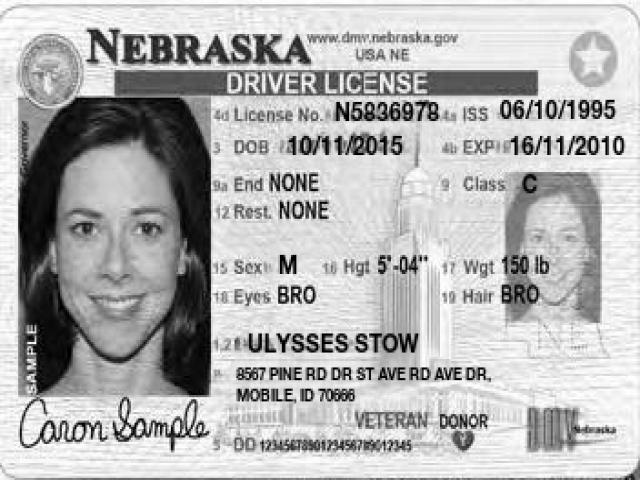 NEBRASKA www.dmv.nebraska.gov
USA NE
DRIVER LICENSE
4d License No. N5836978 4a ISS 06/10/1995
3 DOB 10/11/2015 4b EXP 16/11/2010
9a End NONE 9 Class C
12 Rest. NONE
15 Sex M 16 Hgt 5'-04" 17 Wgt 150 lb
18 Eyes BRO 19 Hair BRO
1,2 ULYSSES STOW
8567 PINE RD DR ST AVE RD AVE DR,
MOBILE, ID 70666
VETERAN DONOR
5 DD 1234567890123456789012345
SAMPLE
Caron Sample
DMV Nebraska